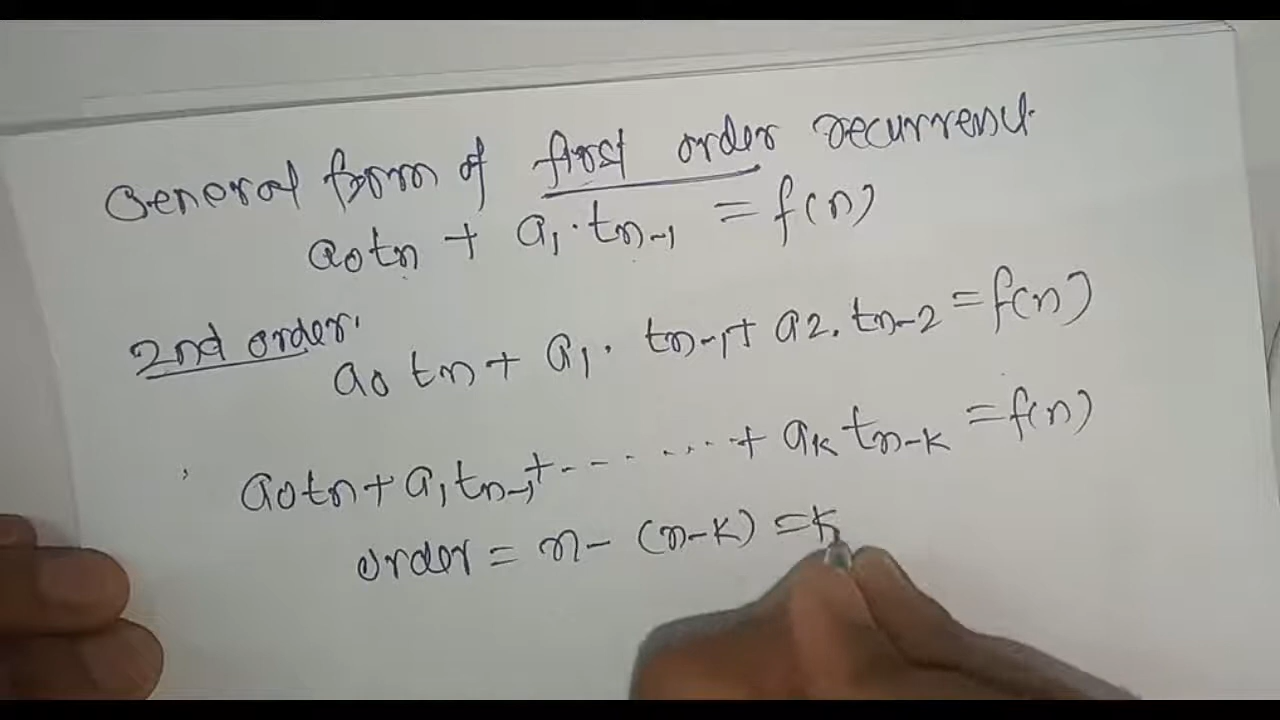 General form of first order recurrence
a₀tₙ + a₁·tₙ₋₁ = f(n)
2nd order.
a₀ tₙ + a₁· tₙ₋₁ + a₂. tₙ₋₂ = f(n)
a₀tₙ + a₁tₙ₋₁ + - - - - ..... + aₖ tₙ₋ₖ = f(n)
order = n - (n-k) = k